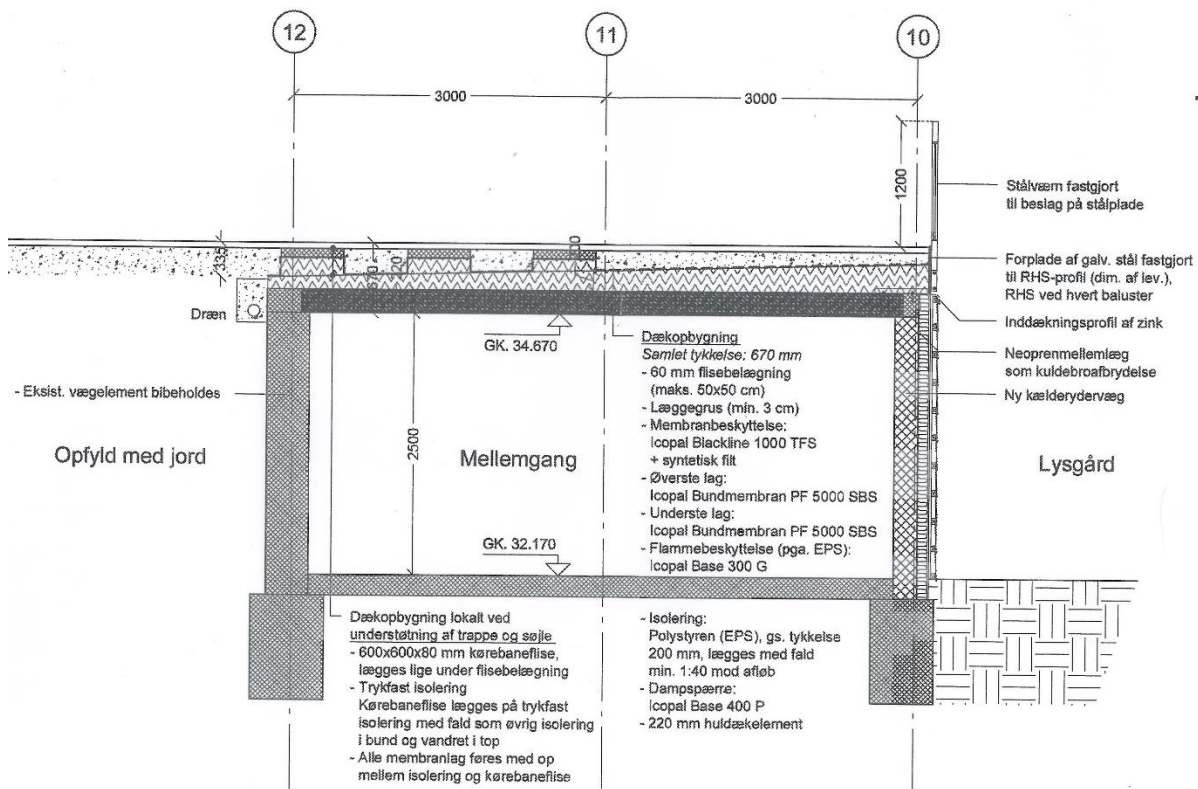 12
11
10
3000
3000
1200
335
670
220
Stålværn fastgjort
til beslag på stålplade
Forplade af galv. stål fastgjort
til RHS-profil (dim. af lev.),
RHS ved hvert baluster
Inddækningsprofil af zink
Neoprenmellemlæg
som kuldebroafbrydelse
Ny kælderydervæg
Dræn
GK. 34.670
- Eksist. vægelement bibeholdes
Opfyld med jord
2500
Mellemgang
Lysgård
GK. 32.170
Dækopbygning
Samlet tykkelse: 670 mm
- 60 mm flisebelægning
(maks. 50x50 cm)
- Læggegrus (min. 3 cm)
- Membranbeskyttelse:
Icopal Blackline 1000 TFS
+ syntetisk filt
- Øverste lag:
Icopal Bundmembran PF 5000 SBS
- Underste lag:
Icopal Bundmembran PF 5000 SBS
- Flammebeskyttelse (pga. EPS):
Icopal Base 300 G
Dækopbygning lokalt ved
understøtning af trappe og søjle
- 600x600x80 mm kørebaneflise,
lægges lige under flisebelægning
- Trykfast isolering
Kørebaneflise lægges på trykfast
isolering med fald som øvrig isolering
i bund og vandret i top
- Alle membranlag føres med op
mellem isolering og kørebaneflise
- Isolering:
Polystyren (EPS), gs. tykkelse
200 mm, lægges med fald
min. 1:40 mod afløb
- Dampspærre:
Icopal Base 400 P
- 220 mm huldækelement